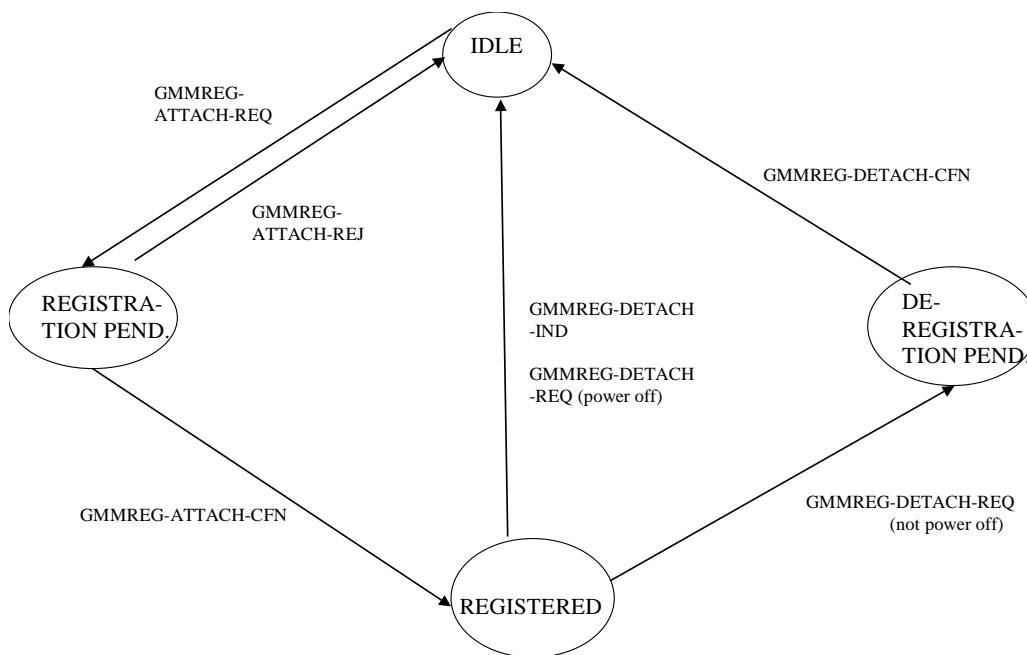 IDLE
GMMREG-
ATTACH-REQ
GMMREG-DETACH-CFN
GMMREG-
ATTACH-REJ
REGISTRA-
TION PEND.
GMMREG-DETACH
-IND
GMMREG-DETACH
-REQ (power off)
DE-
REGISTRA-
TION PEND.
GMMREG-ATTACH-CFN
GMMREG-DETACH-REQ
(not power off)
REGISTERED